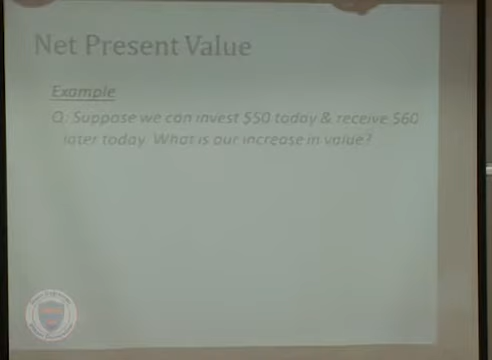 Net Present Value
Example
Q. Suppose we can invest $50 today & receive $60
later today. What is our increase in value?